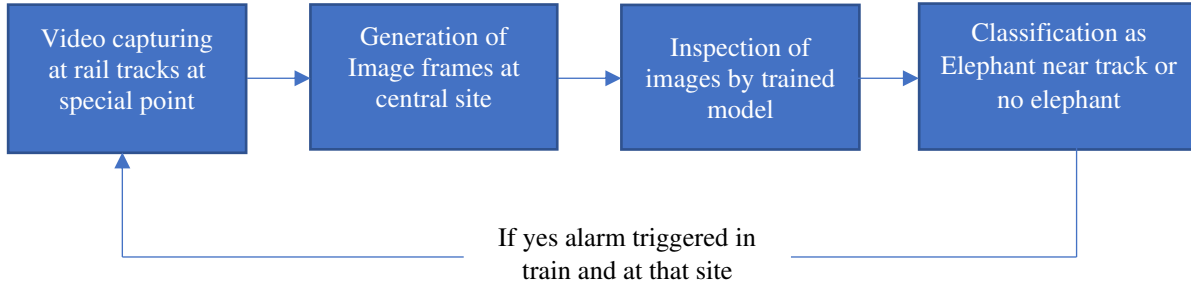 Video capturing
at rail tracks at
special point
Generation of
Image frames at
central site
Inspection of
images by trained
model
Classification as
Elephant near track or
no elephant
If yes alarm triggered in
train and at that site